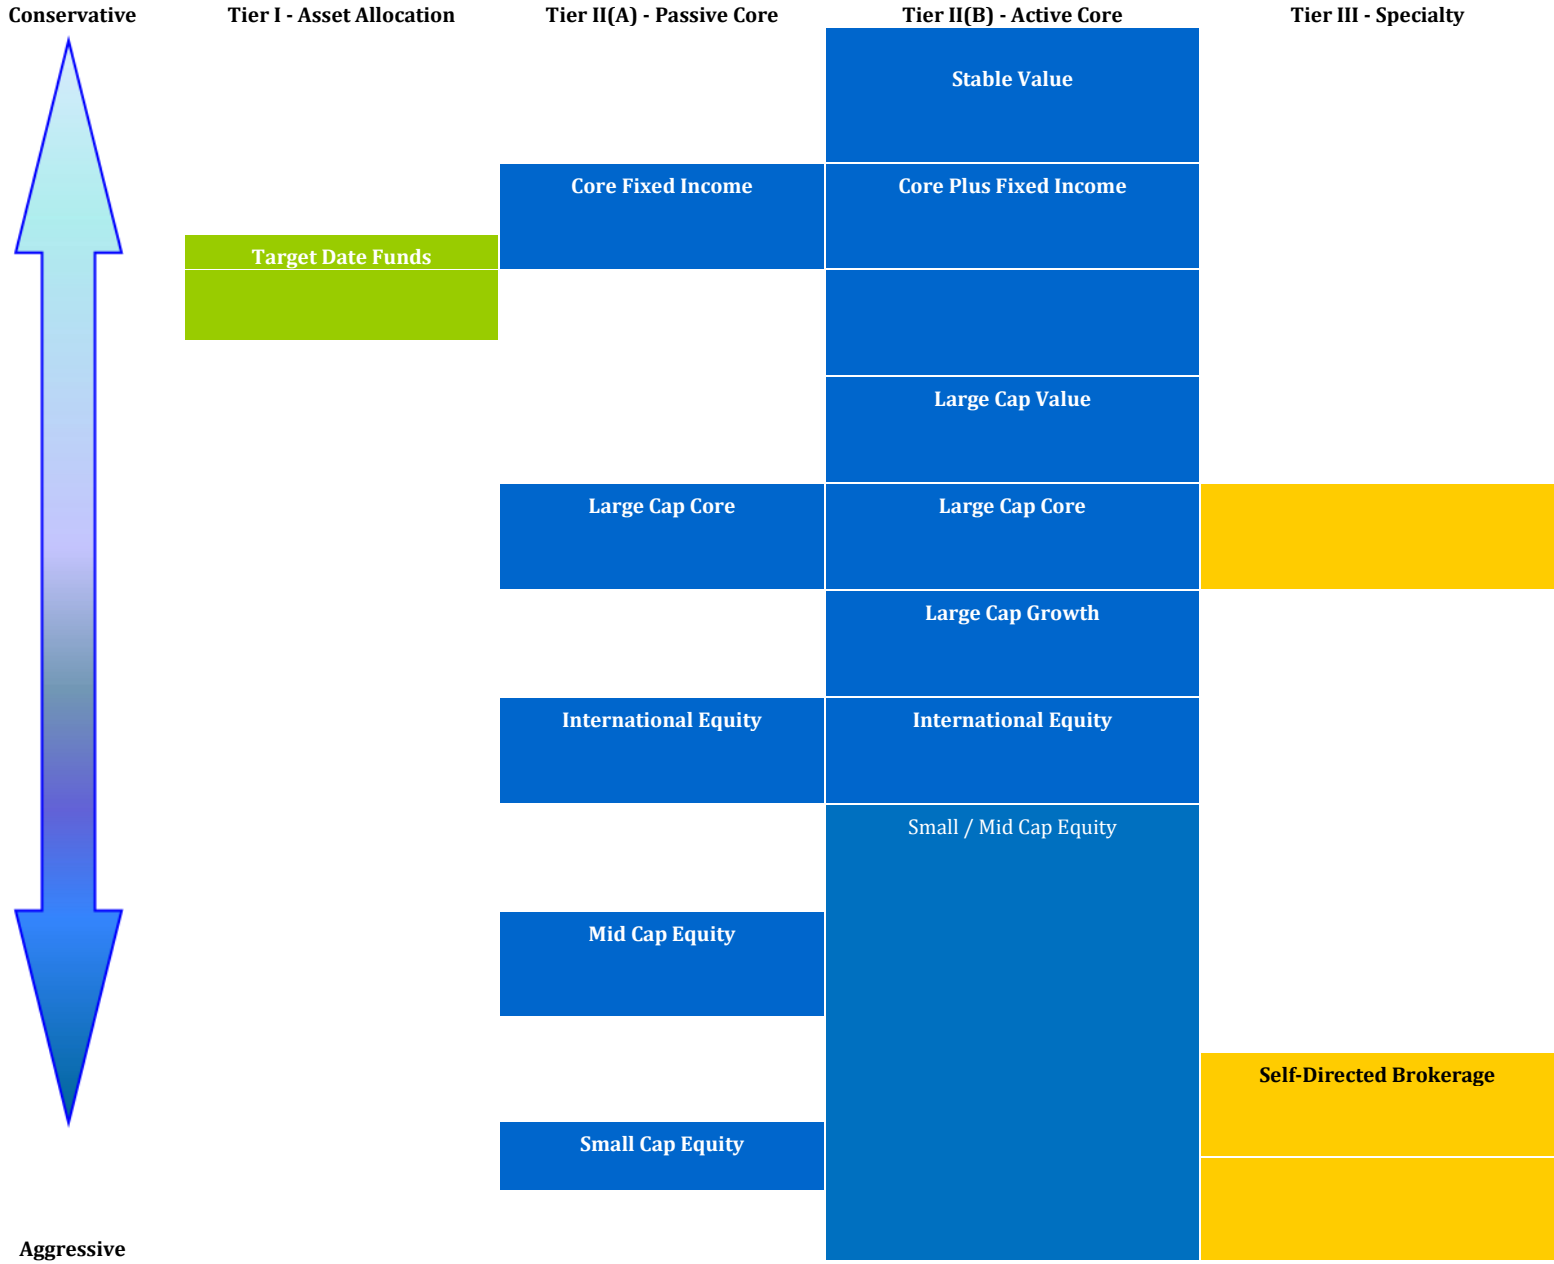 Conservative
Tier I - Asset Allocation
Tier II(A) - Passive Core
Tier II(B) - Active Core
Tier III - Specialty
Stable Value
Core Fixed Income
Core Plus Fixed Income
Target Date Funds
Large Cap Value
Large Cap Core
Large Cap Core
Large Cap Growth
International Equity
International Equity
Small / Mid Cap Equity
Mid Cap Equity
Self-Directed Brokerage
Small Cap Equity
Aggressive